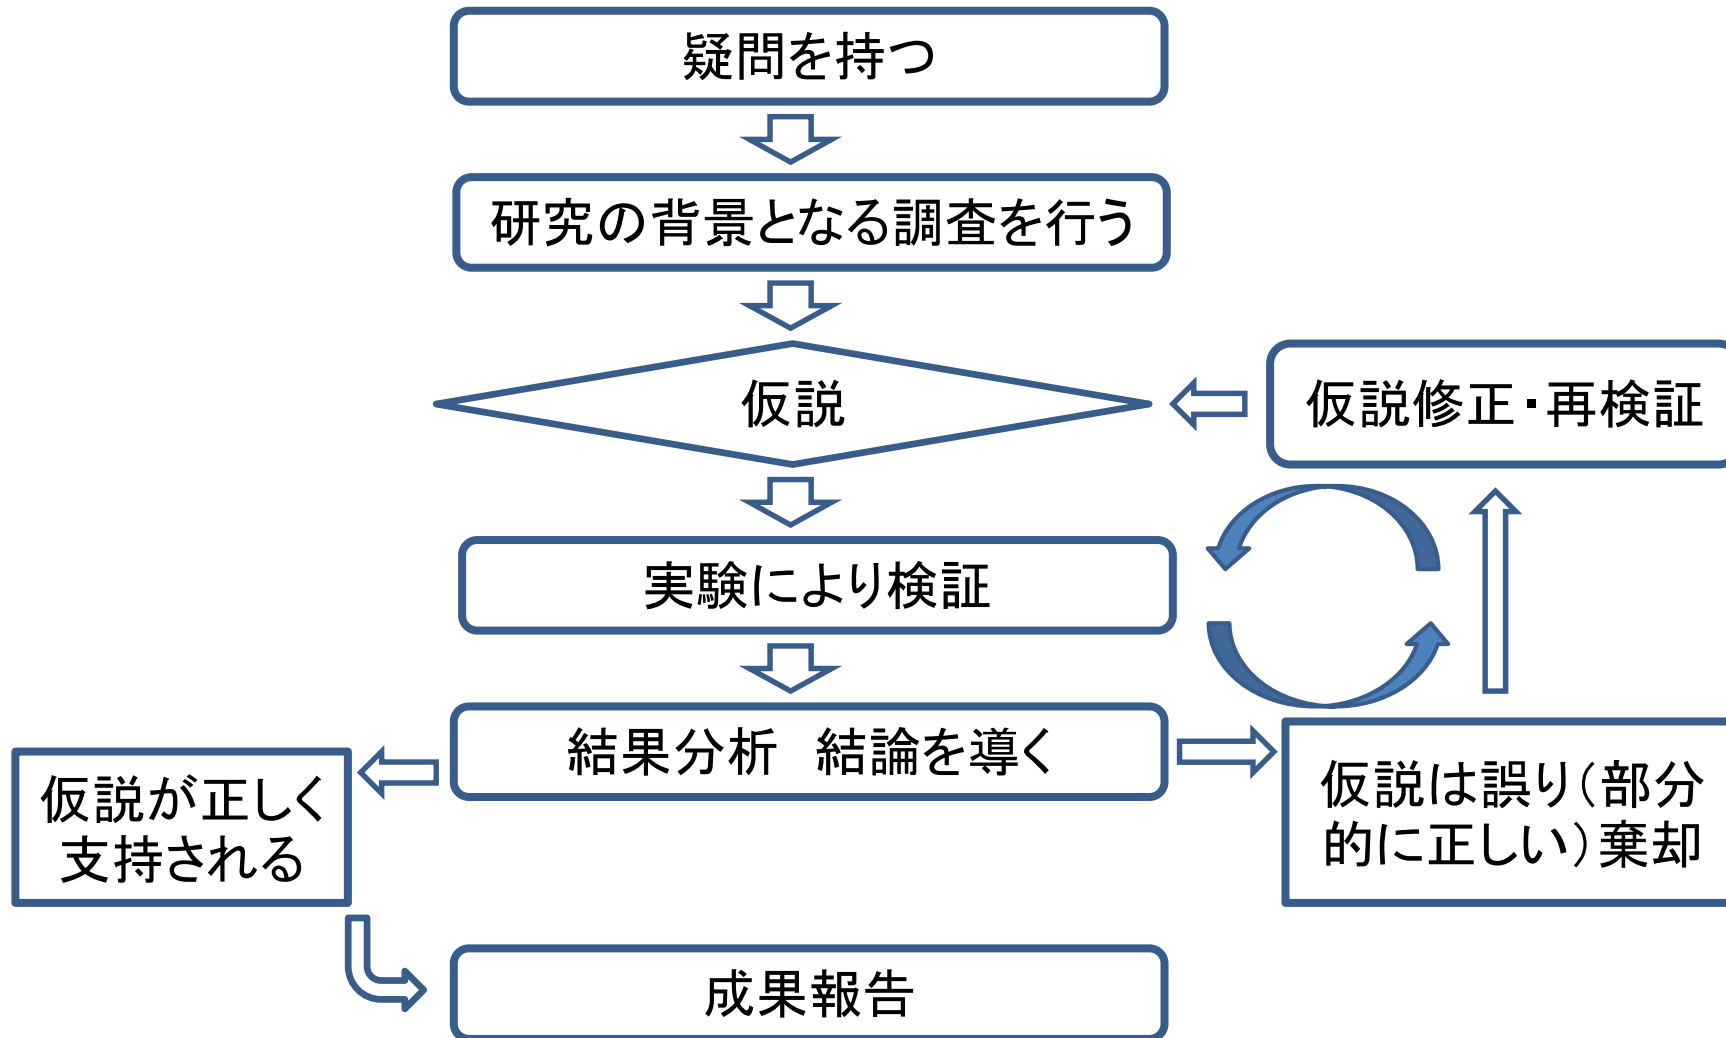 疑問を持つ
研究の背景となる調査を行う
仮説
仮説修正・再検証
実験により検証
結果分析　結論を導く
仮説が正しく
支持される
仮説は誤り（部分
的に正しい）棄却
成果報告